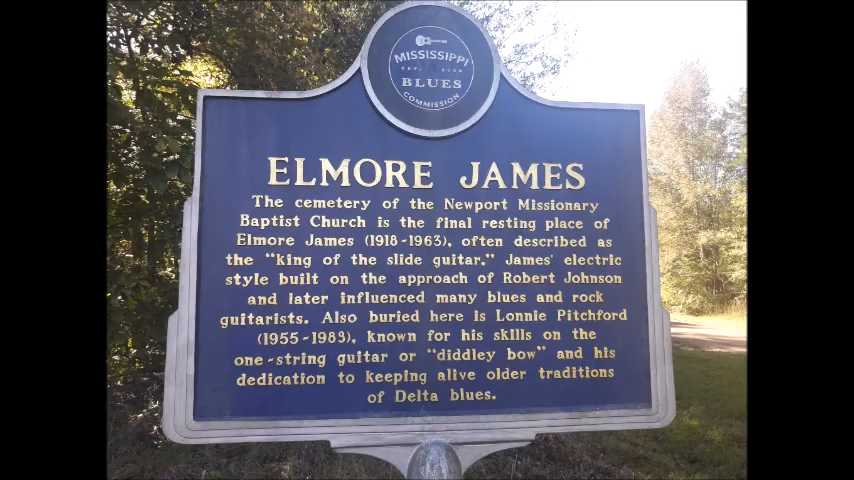 MISSISSIPPI
BLUES
COMMISSION
ELMORE JAMES
The cemetery of the Newport Missionary
Baptist Church is the final resting place of
Elmore James (1918-1963), often described as
the "king of the slide guitar." James' electric
style built on the approach of Robert Johnson
and later influenced many blues and rock
guitarists. Also buried here is Lonnie Pitchford
(1955-1983), known for his skills on the
one-string guitar or "diddley bow" and his
dedication to keeping alive older traditions
of Delta blues.